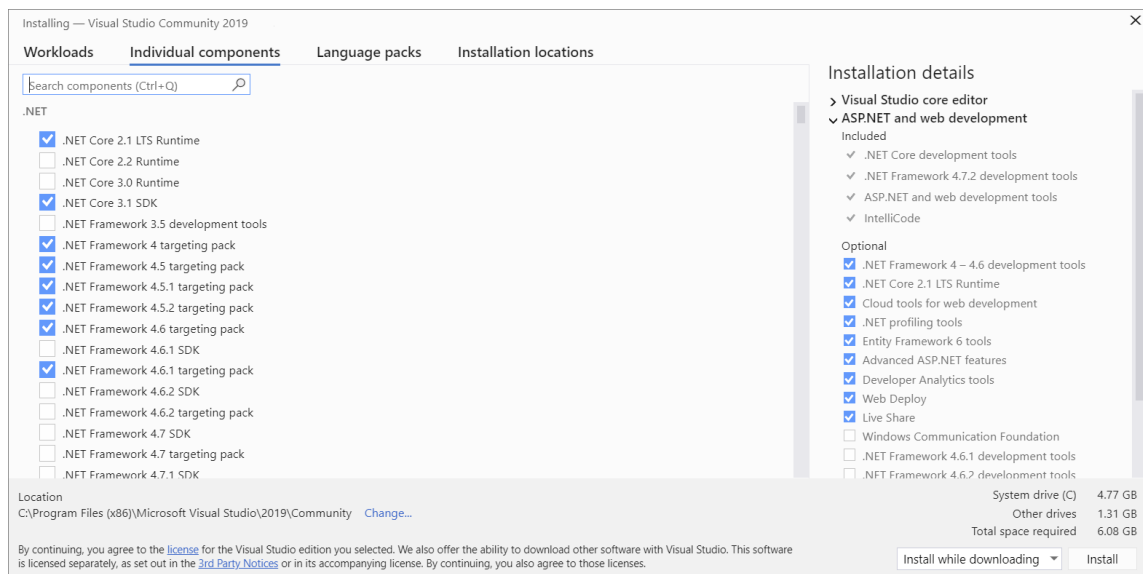 Installing — Visual Studio Community 2019
Workloads
Individual components
Language packs
Installation locations
Search components (Ctrl+Q)
.NET
.NET Core 2.1 LTS Runtime
.NET Core 2.2 Runtime
.NET Core 3.0 Runtime
.NET Core 3.1 SDK
.NET Framework 3.5 development tools
.NET Framework 4 targeting pack
.NET Framework 4.5 targeting pack
.NET Framework 4.5.1 targeting pack
.NET Framework 4.5.2 targeting pack
.NET Framework 4.6 targeting pack
.NET Framework 4.6.1 SDK
.NET Framework 4.6.1 targeting pack
.NET Framework 4.6.2 SDK
.NET Framework 4.6.2 targeting pack
.NET Framework 4.7 SDK
.NET Framework 4.7 targeting pack
.NET Framework 4.7.1 SDK
Installation details
Visual Studio core editor
ASP.NET and web development
Included
.NET Core development tools
.NET Framework 4.7.2 development tools
ASP.NET and web development tools
IntelliCode
Optional
.NET Framework 4 – 4.6 development tools
.NET Core 2.1 LTS Runtime
Cloud tools for web development
.NET profiling tools
Entity Framework 6 tools
Advanced ASP.NET features
Developer Analytics tools
Web Deploy
Live Share
Windows Communication Foundation
.NET Framework 4.6.1 development tools
.NET Framework 4.6.2 development tools
Location
C:\Program Files (x86)\Microsoft Visual Studio\2019\Community Change...
By continuing, you agree to the license for the Visual Studio edition you selected. We also offer the ability to download other software with Visual Studio. This software
is licensed separately, as set out in the 3rd Party Notices or in its accompanying license. By continuing, you also agree to those licenses.
System drive (C) 4.77 GB
Other drives 1.31 GB
Total space required 6.08 GB
Install while downloading
Install